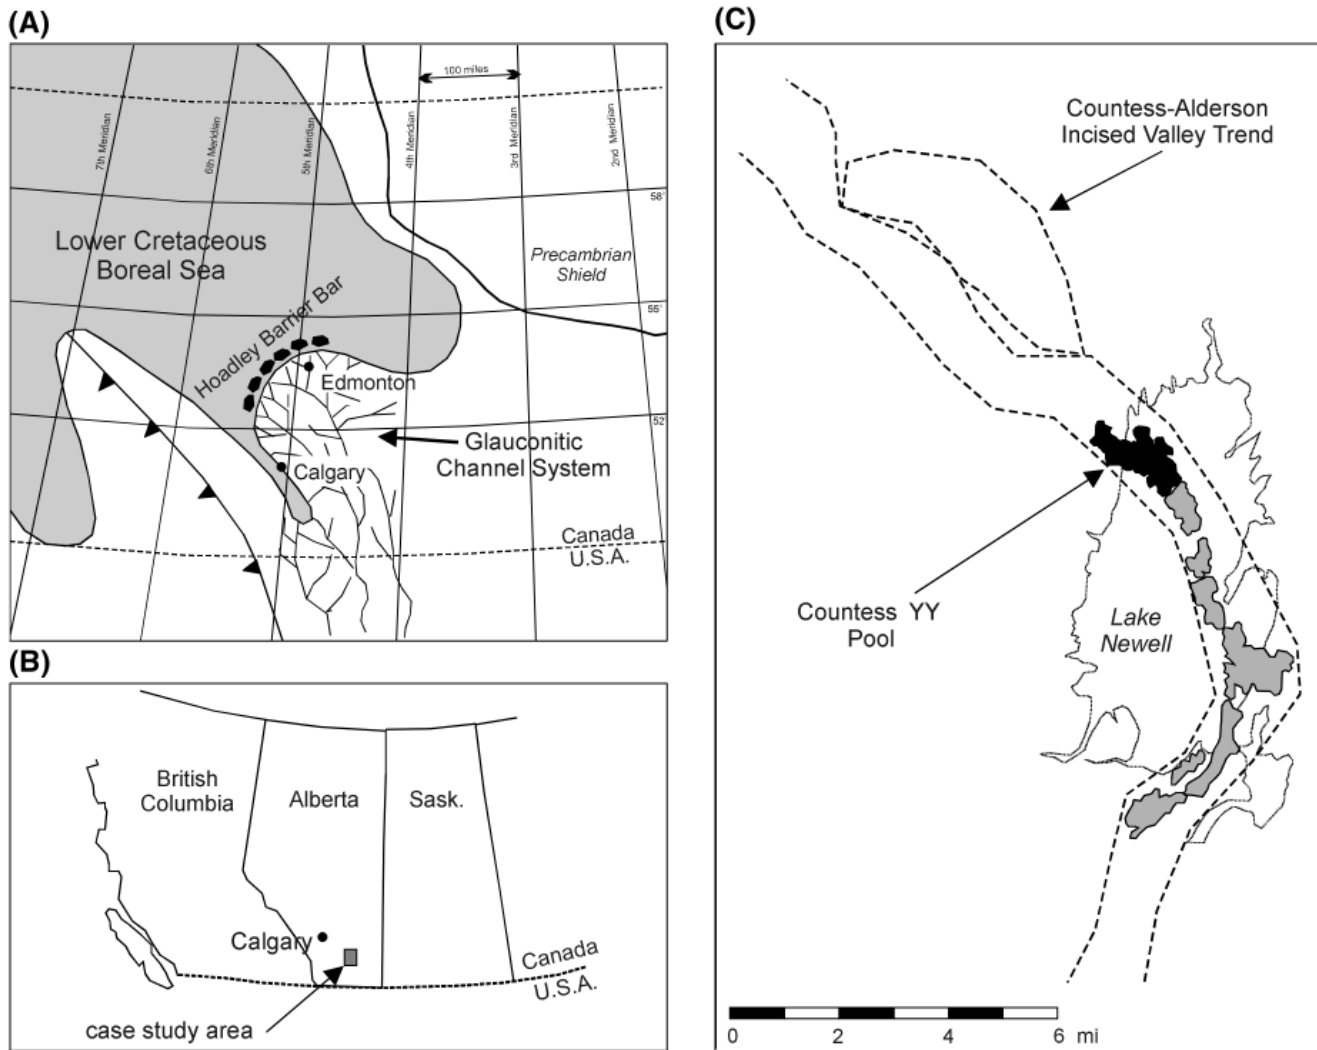 (A)
100 miles
7th Meridian
6th Meridian
5th Meridian
4th Meridian
3rd Meridian
2nd Meridian
58°
Lower Cretaceous
Boreal Sea
Precambrian
Shield
55°
Hoadley Barrier Bar
Edmonton
52°
Glauconitic
Channel System
Calgary
Canada
U.S.A.
(B)
British
Columbia
Alberta
Sask.
Calgary
Canada
U.S.A.
case study area
(C)
Countess-Alderson
Incised Valley Trend
Countess YY
Pool
Lake
Newell
0 2 4 6 mi